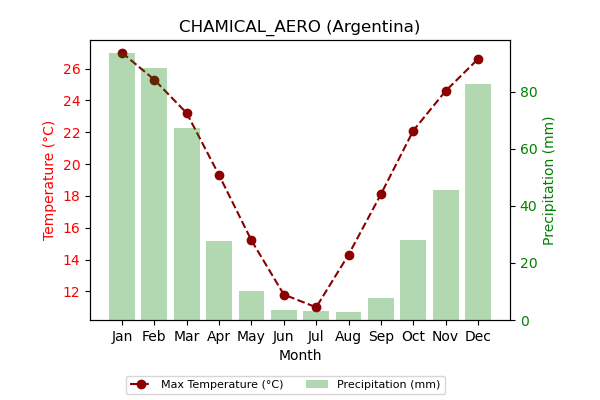 CHAMICAL_AERO (Argentina)
26
24
22
20
18
16
14
12
Temperature (°C)
80
60
40
20
0
Precipitation (mm)
Jan Feb Mar Apr May Jun Jul Aug Sep Oct Nov Dec
Month
Max Temperature (°C) Precipitation (mm)